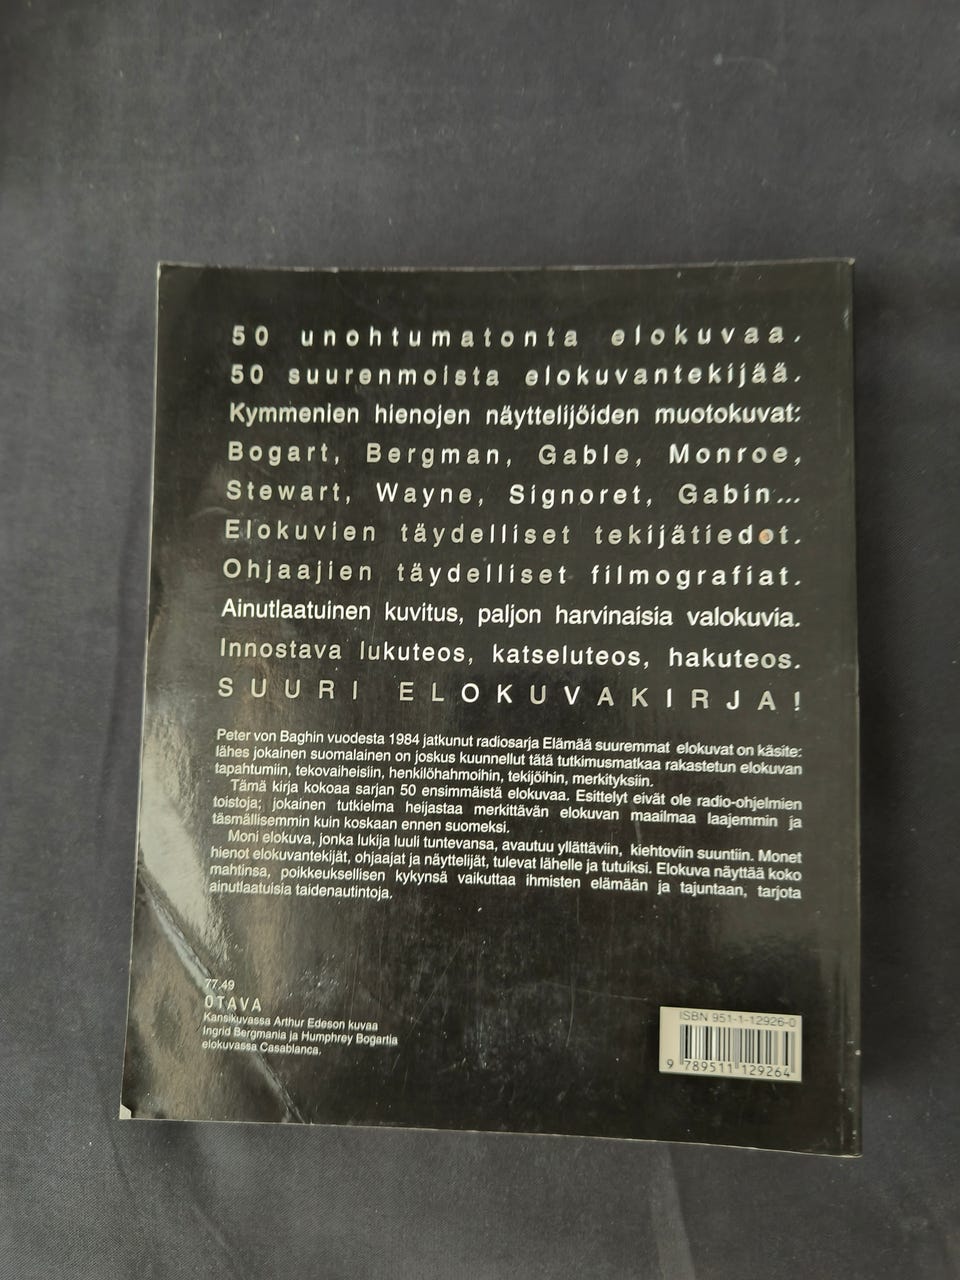 50 unohtumatonta elokuvaa.
50 suurenmoista elokuvantekijää.
Kymmenien hienojen näyttelijöiden muotokuvat:
Bogart, Bergman, Gable, Monroe,
Stewart, Wayne, Signoret, Gabin...
Elokuvien täydelliset tekijätiedot.
Ohjaajien täydelliset filmografiat.
Ainutlaatuinen kuvitus, paljon harvinaisia valokuvia.
Innostava lukuteos, katseluteos, hakuteos.
SUURI ELOKUVAKIRJA!
Peter von Baghin vuodesta 1984 jatkunut radiosarja Elämää suuremmat elokuvat on käsite:
lähes jokainen suomalainen on joskus kuunnellut tätä tutkimusmatkaa rakastetun elokuvan
tapahtumiin, tekovaiheisiin, henkilöhahmoihin, tekijöihin, merkityksiin.
Tämä kirja kokoaa sarjan 50 ensimmäistä elokuvaa. Esittelyt eivät ole radio-ohjelmien
toistoja; jokainen tutkielma heijastaa merkittävän elokuvan maailmaa laajemmin ja
täsmällisemmin kuin koskaan ennen suomeksi.
Moni elokuva, jonka lukija luuli tuntevansa, avautuu yllättäviin, kiehtoviin suuntiin. Monet
hienot elokuvantekijät, ohjaajat ja näyttelijät, tulevat lähelle ja tutuiksi. Elokuva näyttää koko
mahtinsa, poikkeuksellisen kykynsä vaikuttaa ihmisten elämään ja tajuntaan, tarjota
ainutlaatuisia taidenautintoja.
77.49
OTAVA
Kansikuvassa Arthur Edeson kuvaa
Ingrid Bergmania ja Humphrey Bogartia
elokuvassa Casablanca.
ISBN 951-1-12926-0
9 789511 129264